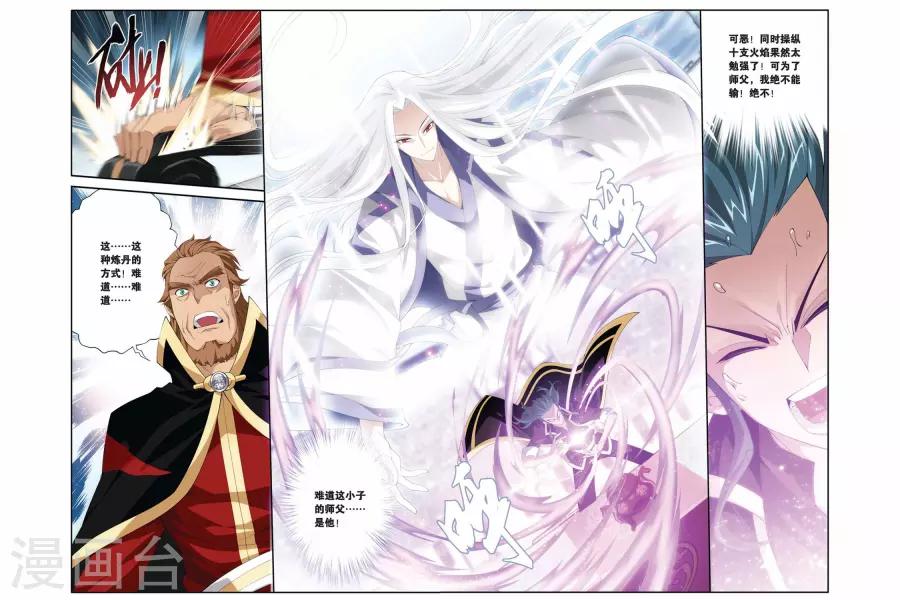 可恶！同时操纵
十支火焰果然太
勉强了！可为了
师父，我绝不能
输！绝不！
这……这
种炼丹的
方式！难
道……难
道……
难道这小子
的师父……
是他！
漫画台